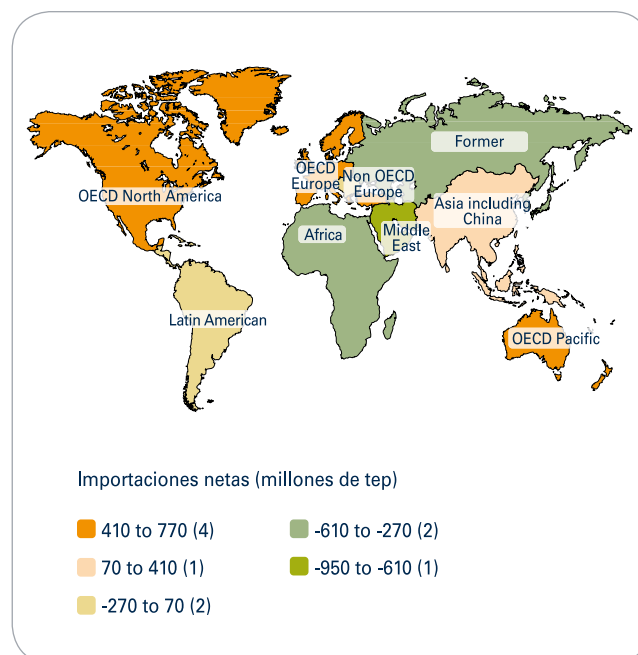 Former
OECD
Europe
Non OECD
Europe
OECD North America
Asia including
China
Africa
Middle
East
Latin American
OECD Pacific
Importaciones netas (millones de tep)
410 to 770 (4)
-610 to -270 (2)
70 to 410 (1)
-950 to -610 (1)
-270 to 70 (2)